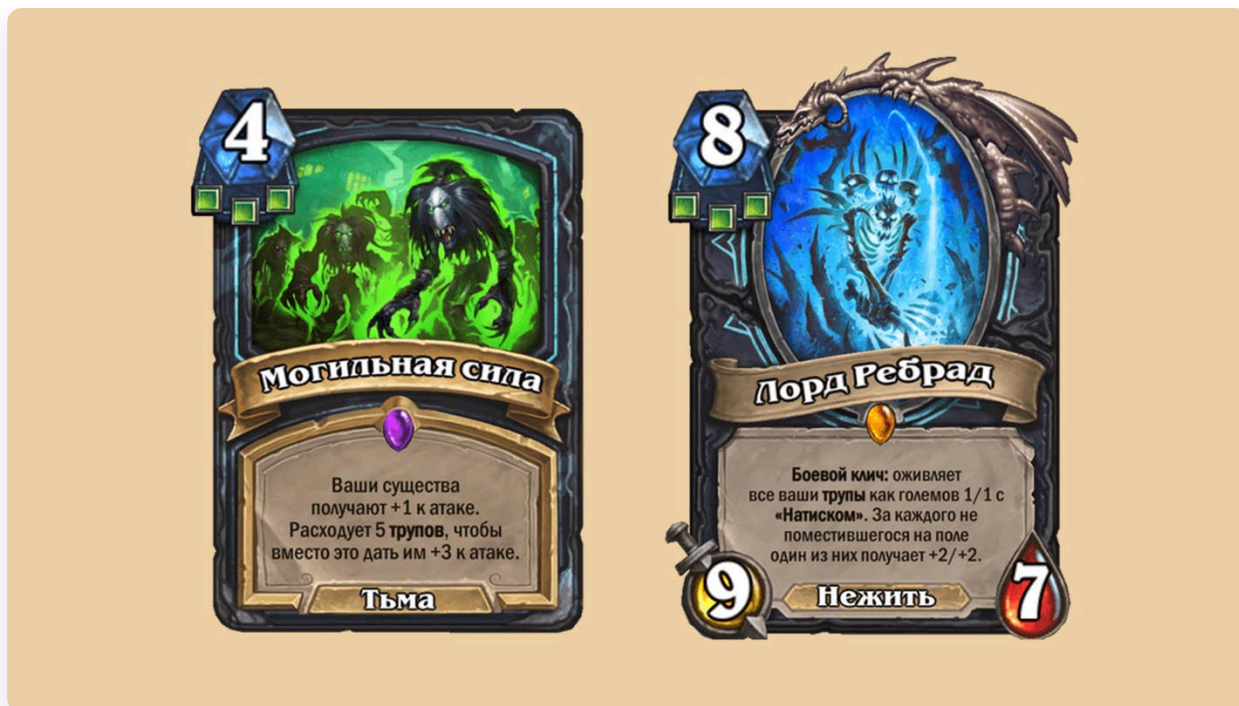 4
Могильная сила
Ваши существа
получают +1 к атаке.
Расходует 5 трупов, чтобы
вместо это дать им +3 к атаке.
Тьма
8
Лорд Ребрад
Боевой клич: оживляет
все ваши трупы как големов 1/1 с
«Натиском». За каждого не
поместившегося на поле
один из них получает +2/+2.
9
Нежить
7